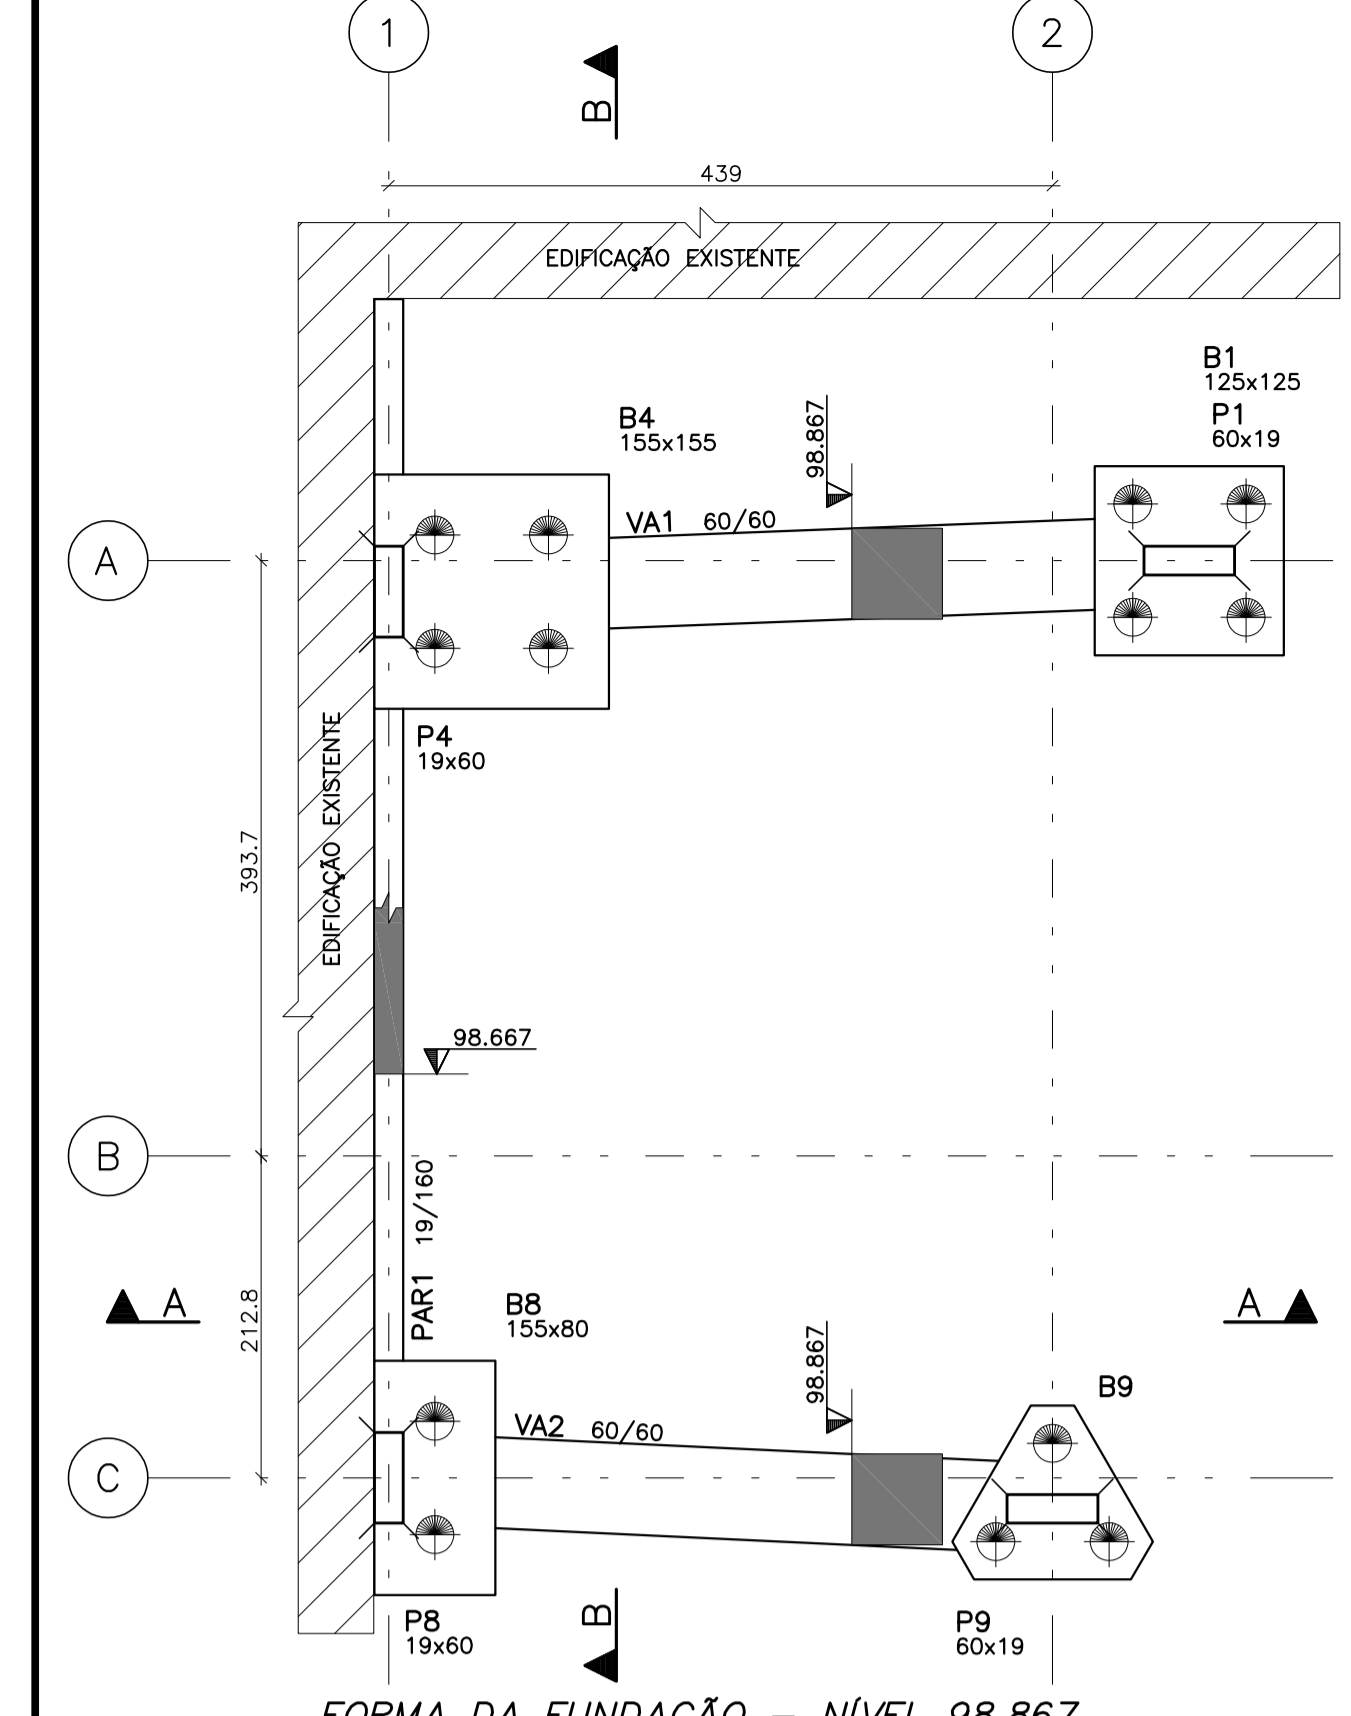 1
2
B
439
EDIFICAÇÃO EXISTENTE
B1
125x125
P1
60x19
B4
155x155
98.867
VA1 60/60
A
P4
19x60
EDIFICAÇÃO EXISTENTE
393.7
98.667
B
19/160
PAR1
212.8
A
A
B8
155x80
98.867
B9
VA2 60/60
C
P8
19x60
B
P9
60x19
FORMA DA FUNDAÇÃO – NÍVEL 98.867